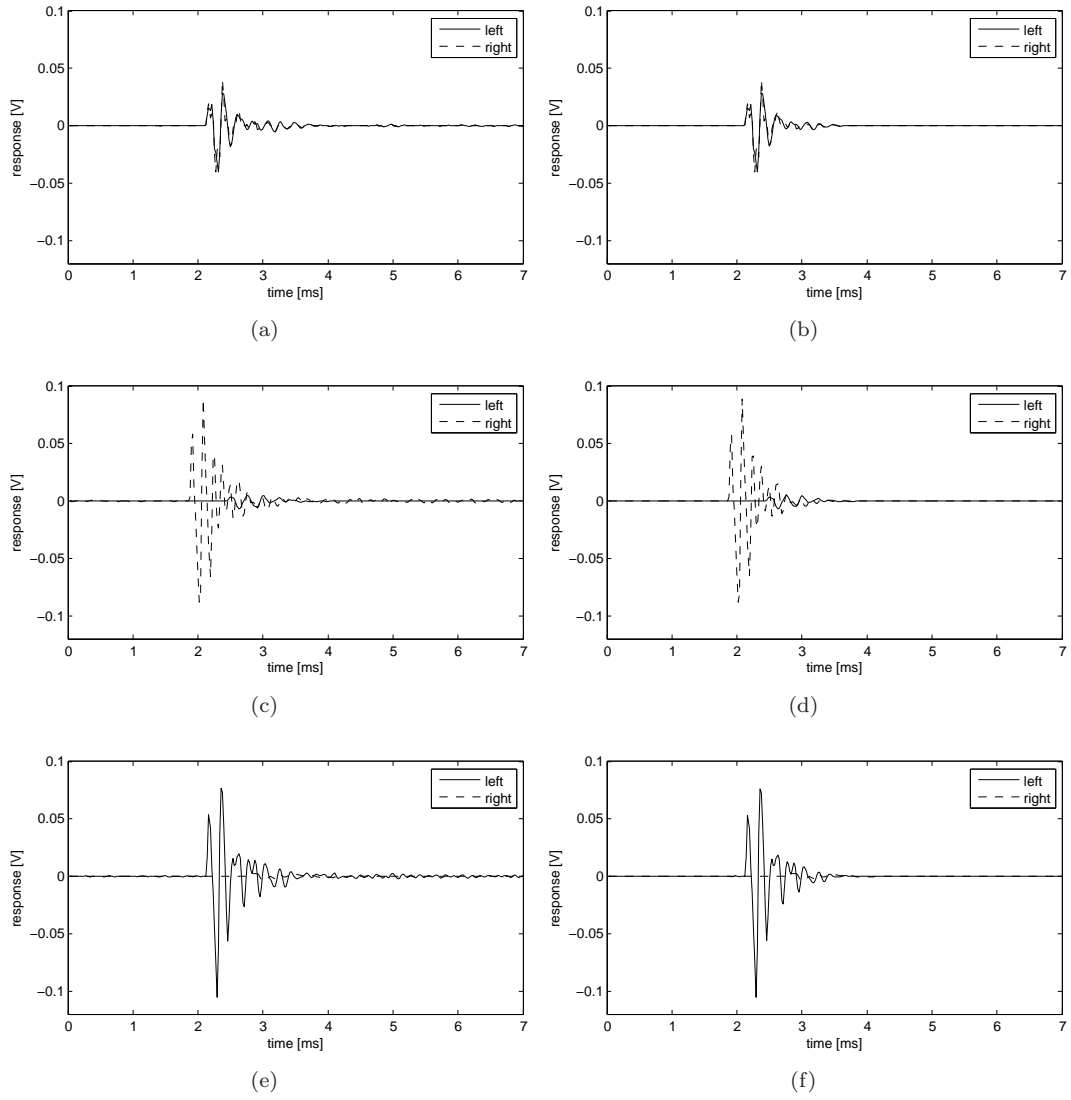 0.1
0.05
0
−0.05
−0.1
response [V]
left
right
0 1 2 3 4 5 6 7
time [ms]
(a)
0.1
0.05
0
−0.05
−0.1
response [V]
left
right
0 1 2 3 4 5 6 7
time [ms]
(b)
0.1
0.05
0
−0.05
−0.1
response [V]
left
right
0 1 2 3 4 5 6 7
time [ms]
(c)
0.1
0.05
0
−0.05
−0.1
response [V]
left
right
0 1 2 3 4 5 6 7
time [ms]
(d)
0.1
0.05
0
−0.05
−0.1
response [V]
left
right
0 1 2 3 4 5 6 7
time [ms]
(e)
0.1
0.05
0
−0.05
−0.1
response [V]
left
right
0 1 2 3 4 5 6 7
time [ms]
(f)